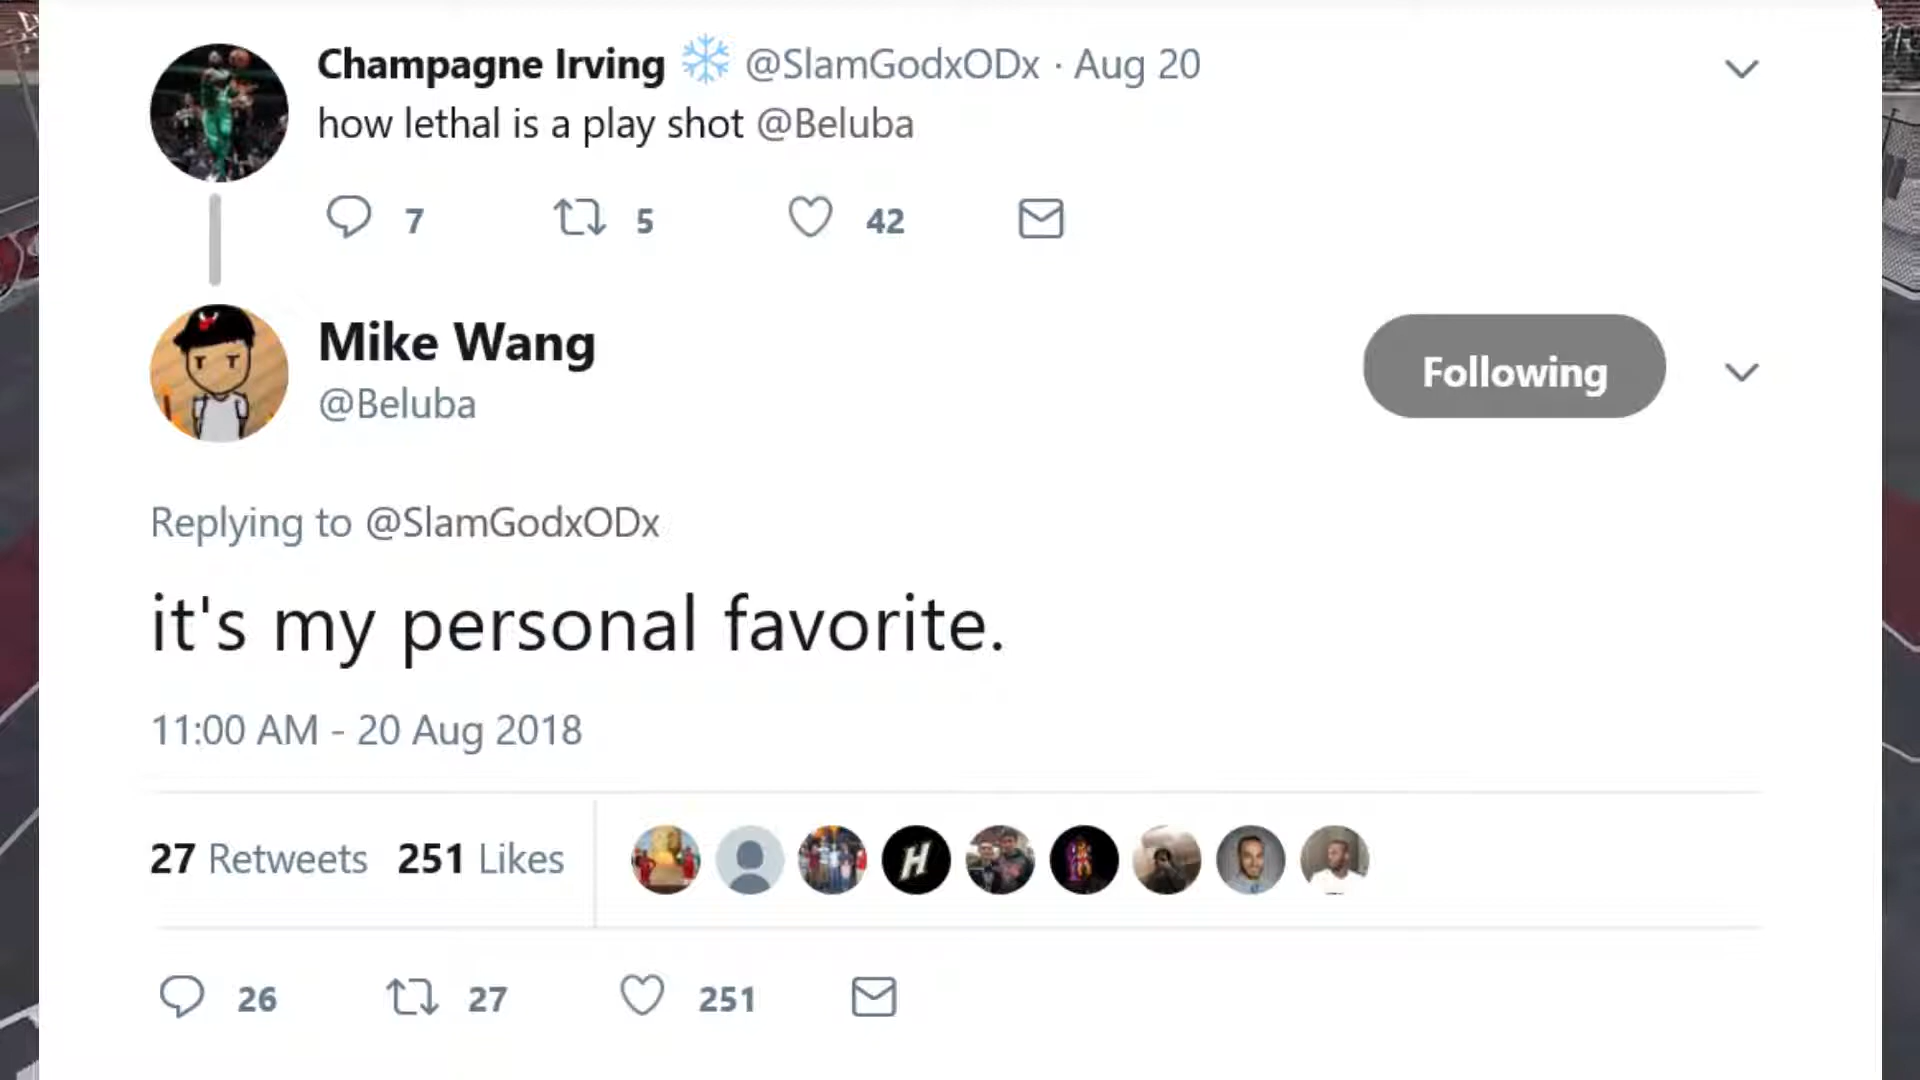 Champagne Irving ❄ @SlamGodxODx · Aug 20
how lethal is a play shot @Beluba
7 5 42
Mike Wang
@Beluba
Following
Replying to @SlamGodxODx
it's my personal favorite.
11:00 AM - 20 Aug 2018
27 Retweets 251 Likes
H
26 27 251